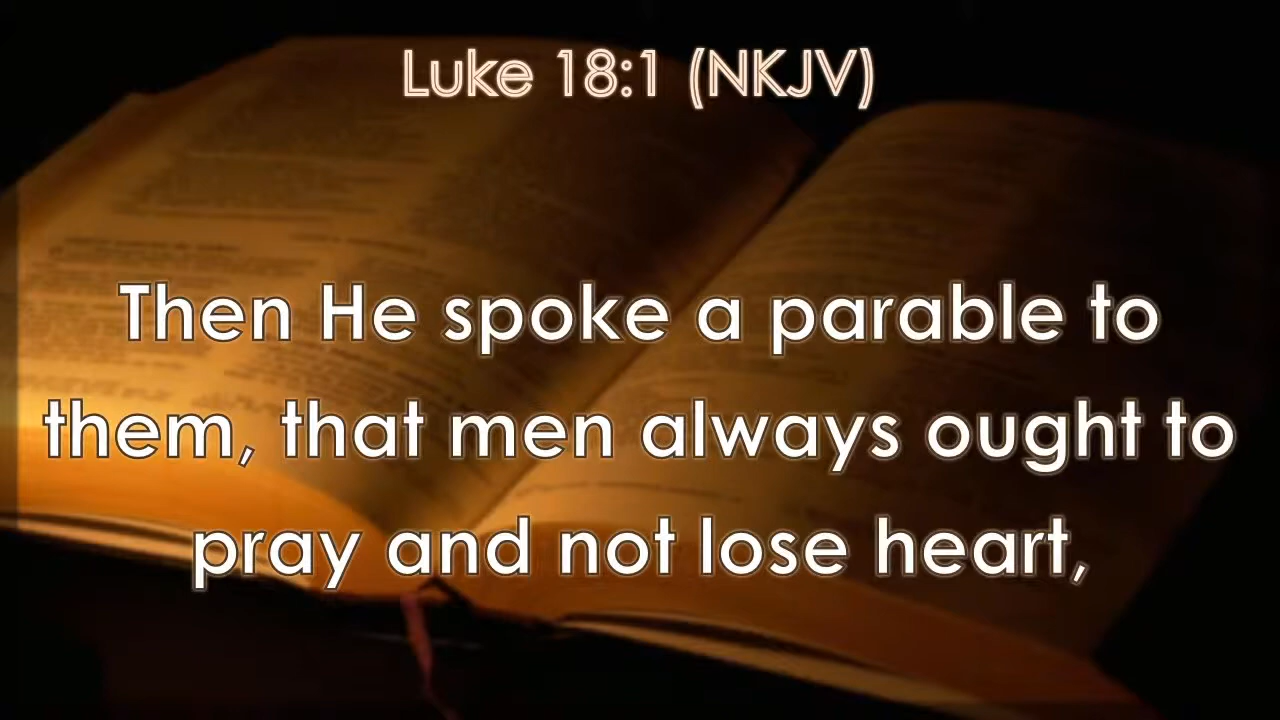 Luke 18:1 (NKJV)
Then He spoke a parable to
them, that men always ought to
pray and not lose heart,